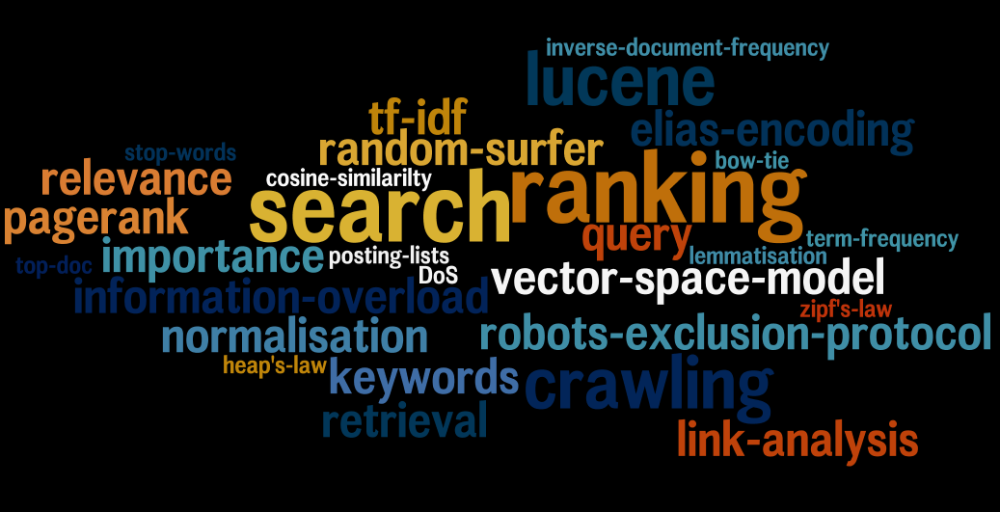 inverse-document-frequency
lucene
tf-idf
elias-encoding
random-surfer
stop-words
bow-tie
relevance
cosine-similarilty
ranking
search
pagerank
query
term-frequency
importance
posting-lists
lemmatisation
top-doc
DoS
vector-space-model
information-overload
zipf's-law
normalisation
robots-exclusion-protocol
heap's-law
keywords
crawling
retrieval
link-analysis